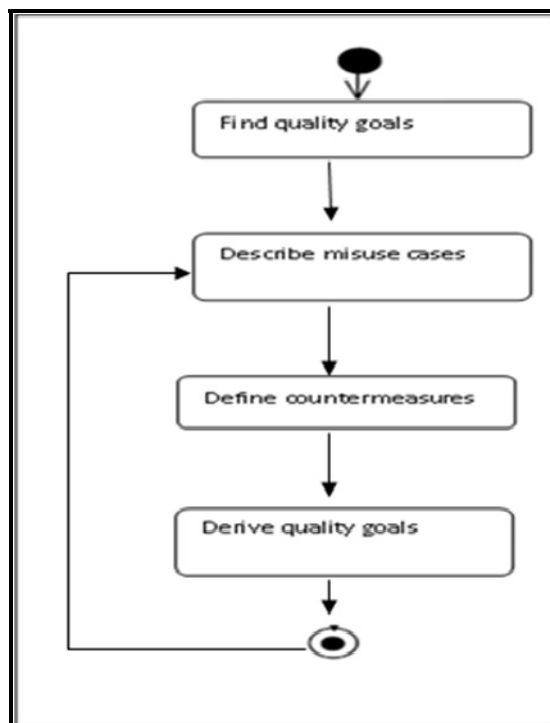 Find quality goals
Describe misuse cases
Define countermeasures
Derive quality goals